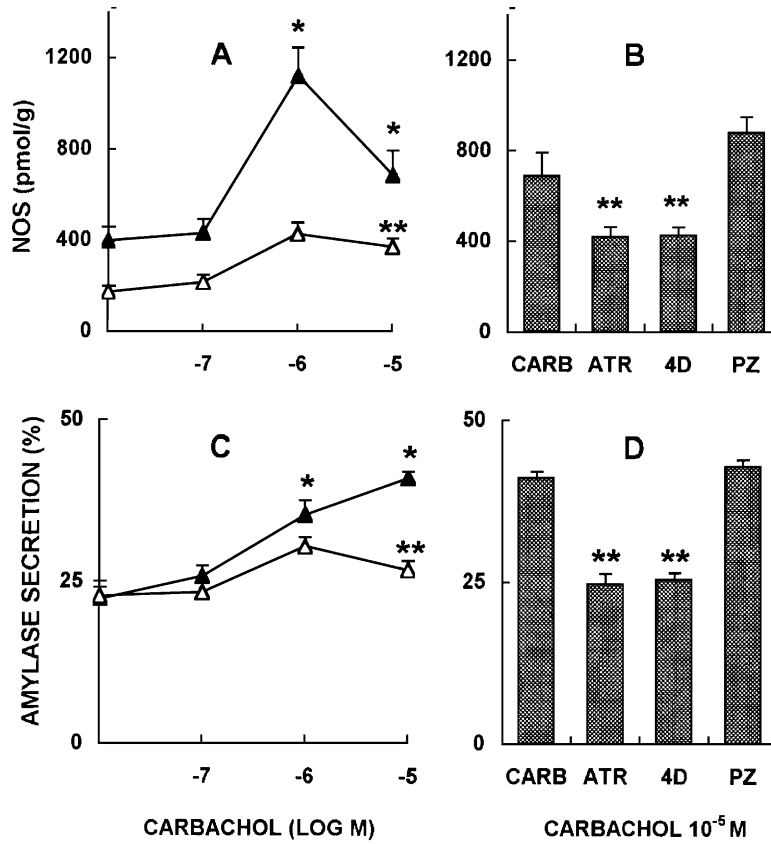 A
*
*
**
NOS (pmol/g)
1200
800
400
0
-7 -6 -5
B
** **
1200
800
400
0
CARB ATR 4D PZ
C
*
*
**
AMYLASE SECRETION (%)
50
25
0
-7 -6 -5
CARBACHOL (LOG M)
D
** **
50
25
0
CARB ATR 4D PZ
CARBACHOL 10⁻⁵ M